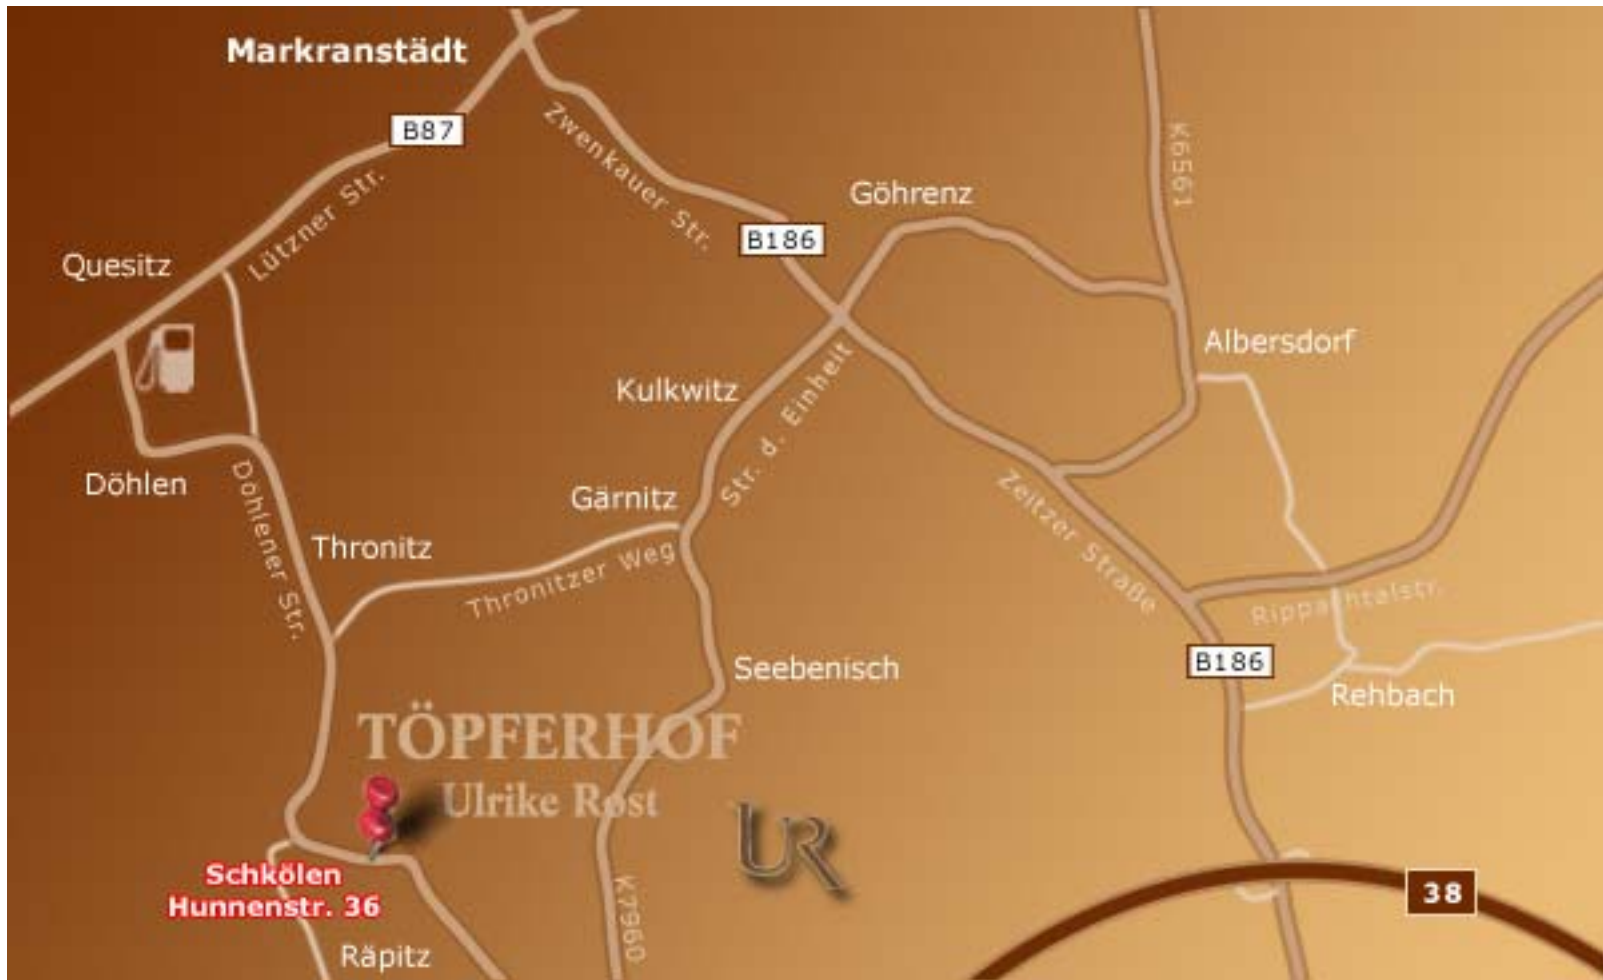 Markranstädt
B87
Zwenkauer Str.
K6561
Lützner Str.
Göhrenz
B186
Quesitz
Albersdorf
Kulkwitz
Str. d. Einheit
Döhlen
Döhlener Str.
Gärnitz
Zeitzer Straße
Thronitz
Thronitzer Weg
Rippachtalstr.
B186
Seebenisch
Rehbach
TÖPFERHOF
Ulrike Rost
UR
Schkölen
Hunnenstr. 36
K7960
38
Räpitz